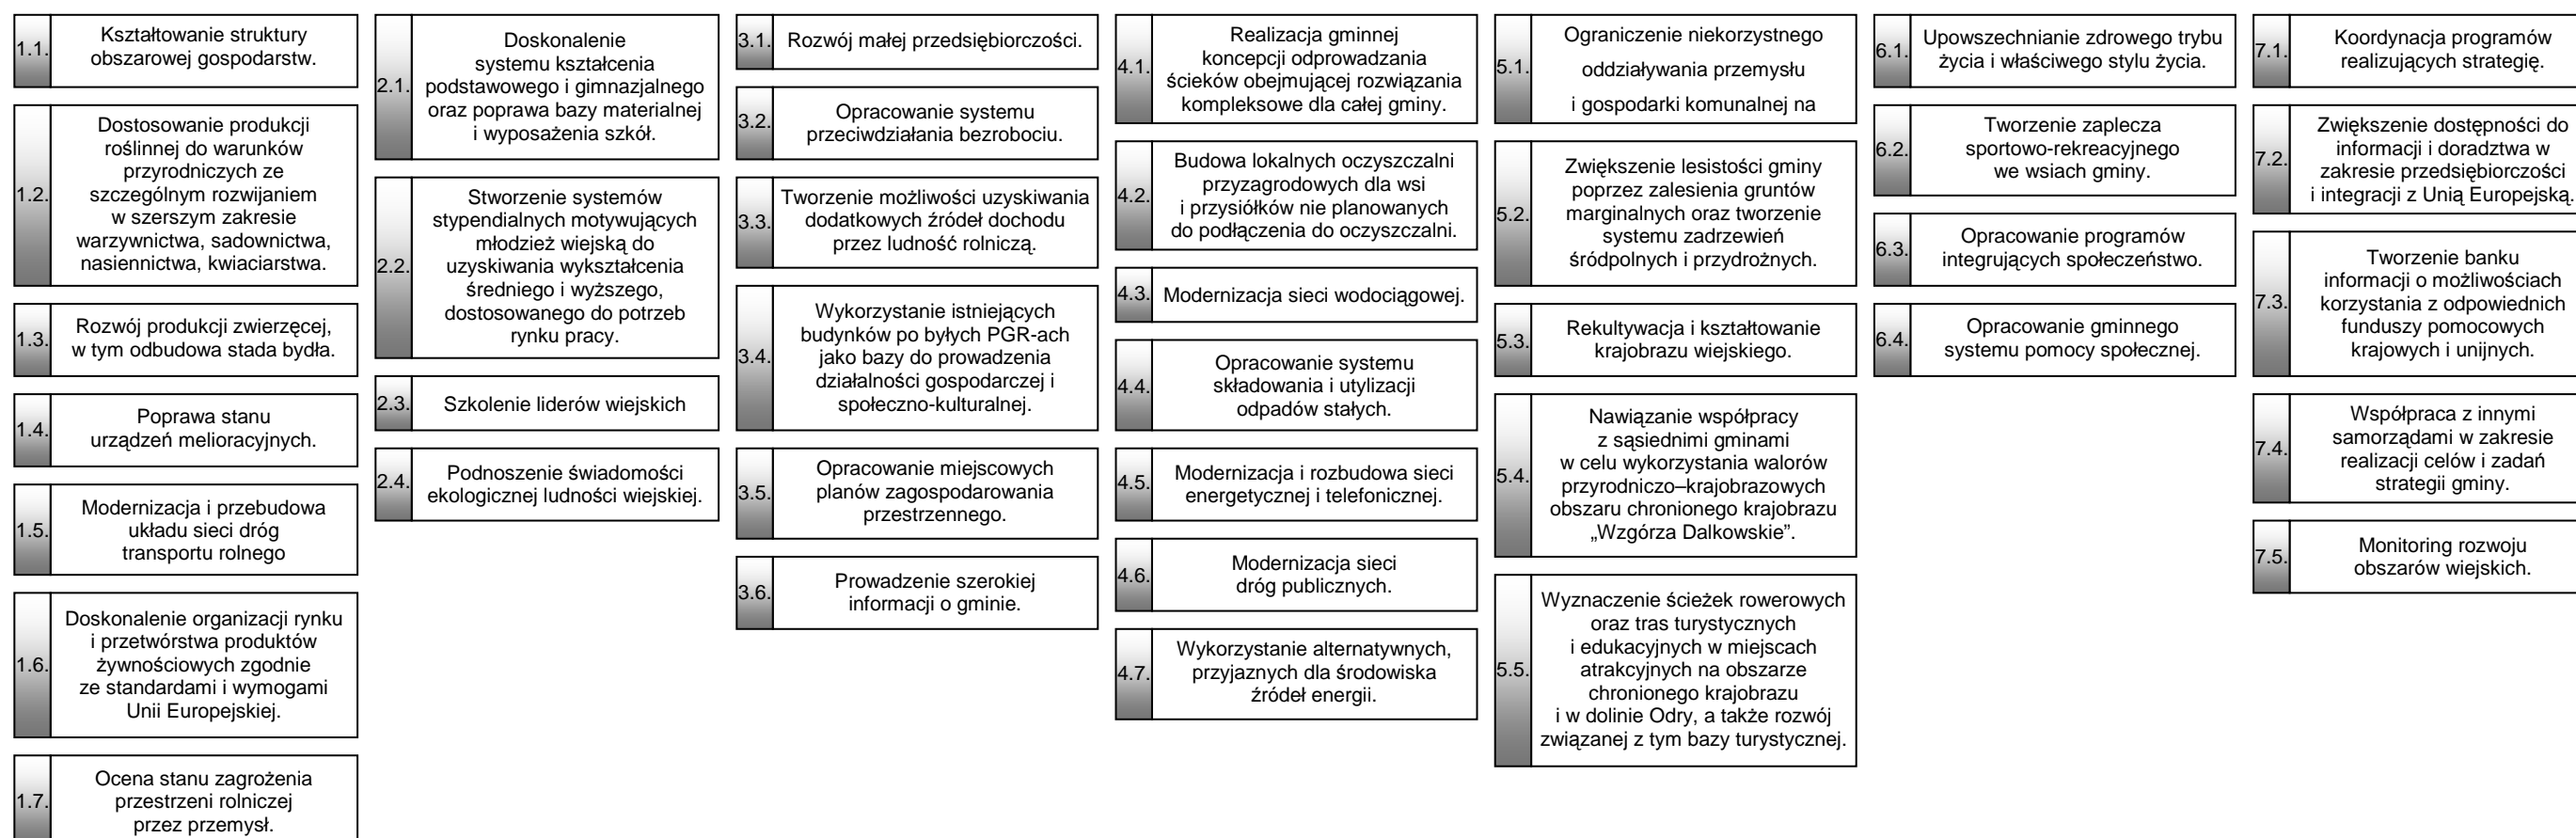 1.1.
Kształtowanie struktury
obszarowej gospodarstw.
1.2.
Dostosowanie produkcji
roślinnej do warunków
przyrodniczych ze
szczególnym rozwijaniem
w szerszym zakresie
warzywnictwa, sadownictwa,
nasiennictwa, kwiaciarstwa.
1.3.
Rozwój produkcji zwierzęcej,
w tym odbudowa stada bydła.
1.4.
Poprawa stanu
urządzeń melioracyjnych.
1.5.
Modernizacja i przebudowa
układu sieci dróg
transportu rolnego
1.6.
Doskonalenie organizacji rynku
i przetwórstwa produktów
żywnościowych zgodnie
ze standardami i wymogami
Unii Europejskiej.
1.7.
Ocena stanu zagrożenia
przestrzeni rolniczej
przez przemysł.
2.1.
Doskonalenie
systemu kształcenia
podstawowego i gimnazjalnego
oraz poprawa bazy materialnej
i wyposażenia szkół.
2.2.
Stworzenie systemów
stypendialnych motywujących
młodzież wiejską do
uzyskiwania wykształcenia
średniego i wyższego,
dostosowanego do potrzeb
rynku pracy.
2.3.
Szkolenie liderów wiejskich
2.4.
Podnoszenie świadomości
ekologicznej ludności wiejskiej.
3.1.
Rozwój małej przedsiębiorczości.
3.2.
Opracowanie systemu
przeciwdziałania bezrobociu.
3.3.
Tworzenie możliwości uzyskiwania
dodatkowych źródeł dochodu
przez ludność rolniczą.
3.4.
Wykorzystanie istniejących
budynków po byłych PGR-ach
jako bazy do prowadzenia
działalności gospodarczej i
społeczno-kulturalnej.
3.5.
Opracowanie miejscowych
planów zagospodarowania
przestrzennego.
3.6.
Prowadzenie szerokiej
informacji o gminie.
4.1.
Realizacja gminnej
koncepcji odprowadzania
ścieków obejmującej rozwiązania
kompleksowe dla całej gminy.
4.2.
Budowa lokalnych oczyszczalni
przyzagrodowych dla wsi
i przysiółków nie planowanych
do podłączenia do oczyszczalni.
4.3.
Modernizacja sieci wodociągowej.
4.4.
Opracowanie systemu
składowania i utylizacji
odpadów stałych.
4.5.
Modernizacja i rozbudowa sieci
energetycznej i telefonicznej.
4.6.
Modernizacja sieci
dróg publicznych.
4.7.
Wykorzystanie alternatywnych,
przyjaznych dla środowiska
źródeł energii.
5.1.
Ograniczenie niekorzystnego
oddziaływania przemysłu
i gospodarki komunalnej na
5.2.
Zwiększenie lesistości gminy
poprzez zalesienia gruntów
marginalnych oraz tworzenie
systemu zadrzewień
śródpolnych i przydrożnych.
5.3.
Rekultywacja i kształtowanie
krajobrazu wiejskiego.
5.4.
Nawiązanie współpracy
z sąsiednimi gminami
w celu wykorzystania walorów
przyrodniczo–krajobrazowych
obszaru chronionego krajobrazu
„Wzgórza Dalkowskie”.
5.5.
Wyznaczenie ścieżek rowerowych
oraz tras turystycznych
i edukacyjnych w miejscach
atrakcyjnych na obszarze
chronionego krajobrazu
i w dolinie Odry, a także rozwój
związanej z tym bazy turystycznej.
6.1.
Upowszechnianie zdrowego trybu
życia i właściwego stylu życia.
6.2.
Tworzenie zaplecza
sportowo-rekreacyjnego
we wsiach gminy.
6.3.
Opracowanie programów
integrujących społeczeństwo.
6.4.
Opracowanie gminnego
systemu pomocy społecznej.
7.1.
Koordynacja programów
realizujących strategię.
7.2.
Zwiększenie dostępności do
informacji i doradztwa w
zakresie przedsiębiorczości
i integracji z Unią Europejską.
7.3.
Tworzenie banku
informacji o możliwościach
korzystania z odpowiednich
funduszy pomocowych
krajowych i unijnych.
7.4.
Współpraca z innymi
samorządami w zakresie
realizacji celów i zadań
strategii gminy.
7.5.
Monitoring rozwoju
obszarów wiejskich.